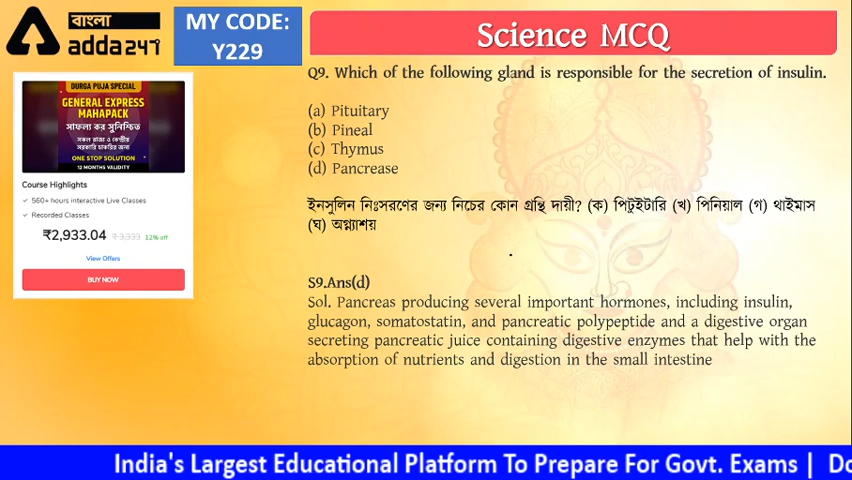 বাংলা
adda247
MY CODE:
Y229
Science MCQ
DURGA PUJA SPECIAL
GENERAL EXPRESS
MAHAPACK
সাফল্য কর সুনিশ্চিত
সকল রাজ্য ও কেন্দ্রীয়
সরকারি চাকরির জন্য
ONE STOP SOLUTION
12 MONTHS VALIDITY
Course Highlights
✓ 560+ hours interactive Live Classes
✓ Recorded Classes
₹2,933.04 ₹ 3,333 12% off
View Offers
BUY NOW
Q9. Which of the following gland is responsible for the secretion of insulin.
(a) Pituitary
(b) Pineal
(c) Thymus
(d) Pancrease
ইনসুলিন নিঃসরণের জন্য নিচের কোন গ্রন্থি দায়ী? (ক) পিটুইটারি (খ) পিনিয়াল (গ) থাইমাস
(ঘ) অগ্ন্যাশয়
S9.Ans(d)
Sol. Pancreas producing several important hormones, including insulin,
glucagon, somatostatin, and pancreatic polypeptide and a digestive organ
secreting pancreatic juice containing digestive enzymes that help with the
absorption of nutrients and digestion in the small intestine
India's Largest Educational Platform To Prepare For Govt. Exams | Do